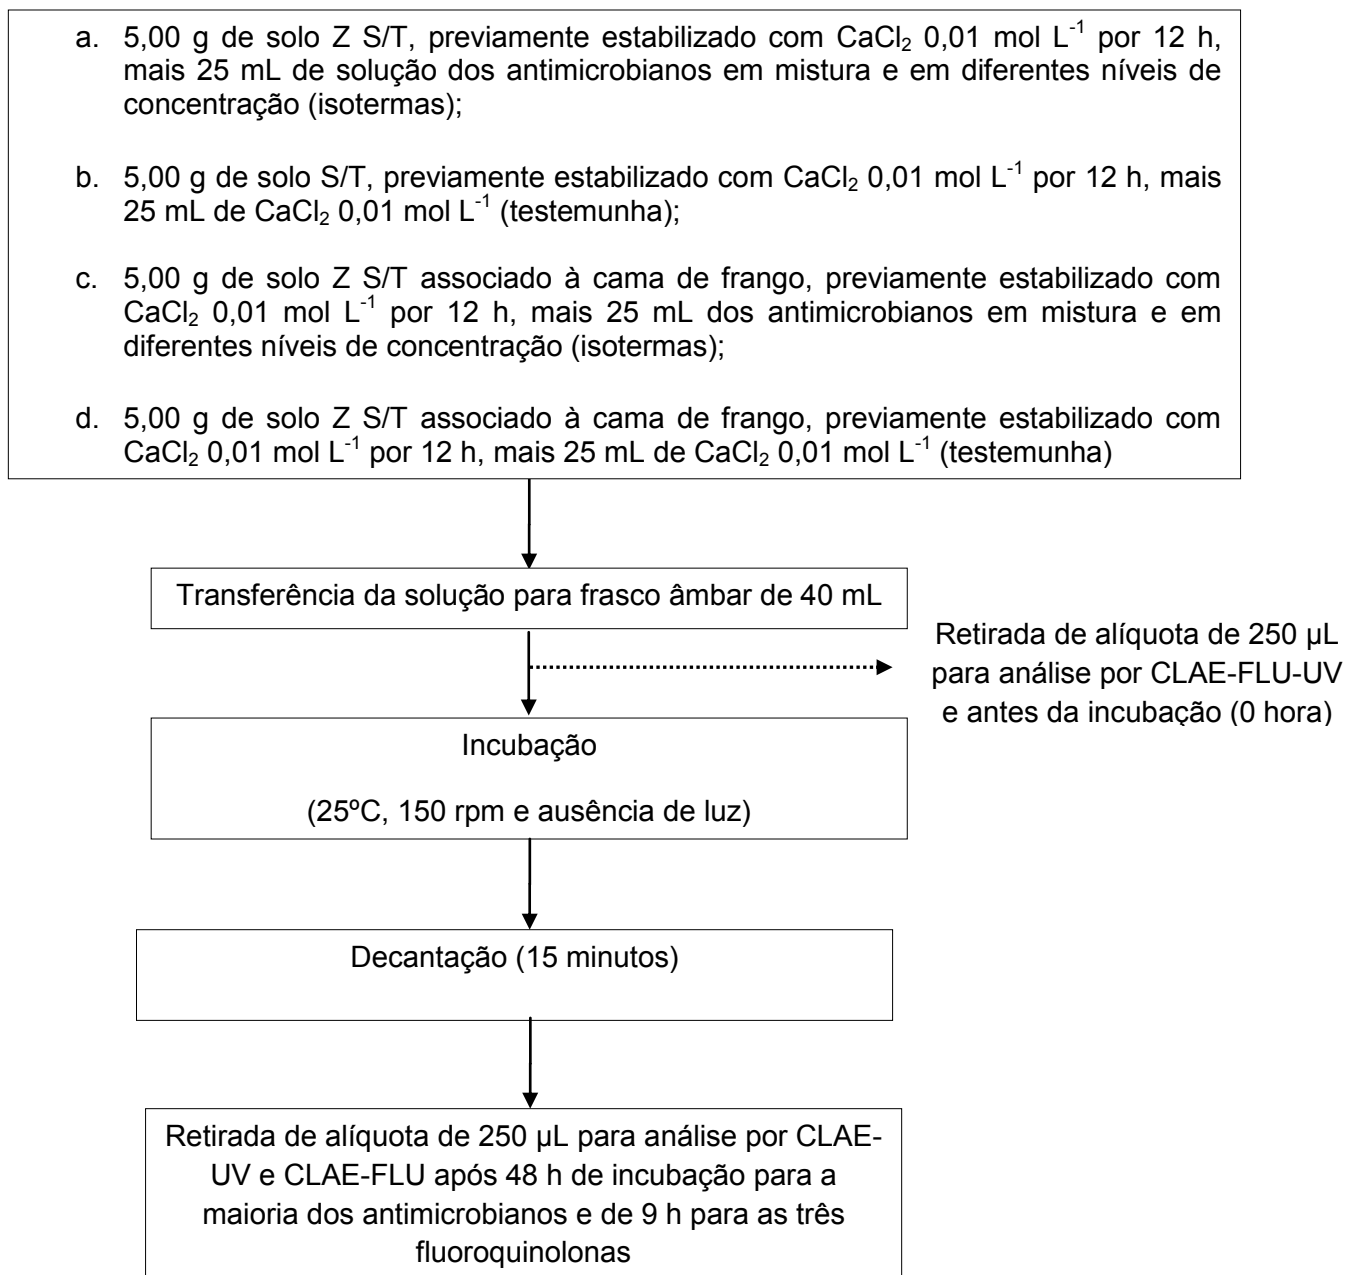 a. 5,00 g de solo Z S/T, previamente estabilizado com CaCl₂ 0,01 mol L⁻¹ por 12 h,
mais 25 mL de solução dos antimicrobianos em mistura e em diferentes níveis de
concentração (isotermas);
b. 5,00 g de solo S/T, previamente estabilizado com CaCl₂ 0,01 mol L⁻¹ por 12 h, mais
25 mL de CaCl₂ 0,01 mol L⁻¹ (testemunha);
c. 5,00 g de solo Z S/T associado à cama de frango, previamente estabilizado com
CaCl₂ 0,01 mol L⁻¹ por 12 h, mais 25 mL dos antimicrobianos em mistura e em
diferentes níveis de concentração (isotermas);
d. 5,00 g de solo Z S/T associado à cama de frango, previamente estabilizado com
CaCl₂ 0,01 mol L⁻¹ por 12 h, mais 25 mL de CaCl₂ 0,01 mol L⁻¹ (testemunha)
Transferência da solução para frasco âmbar de 40 mL
Retirada de alíquota de 250 µL
para análise por CLAE-FLU-UV
e antes da incubação (0 hora)
Incubação
(25ºC, 150 rpm e ausência de luz)
Decantação (15 minutos)
Retirada de alíquota de 250 µL para análise por CLAE-
UV e CLAE-FLU após 48 h de incubação para a
maioria dos antimicrobianos e de 9 h para as três
fluoroquinolonas